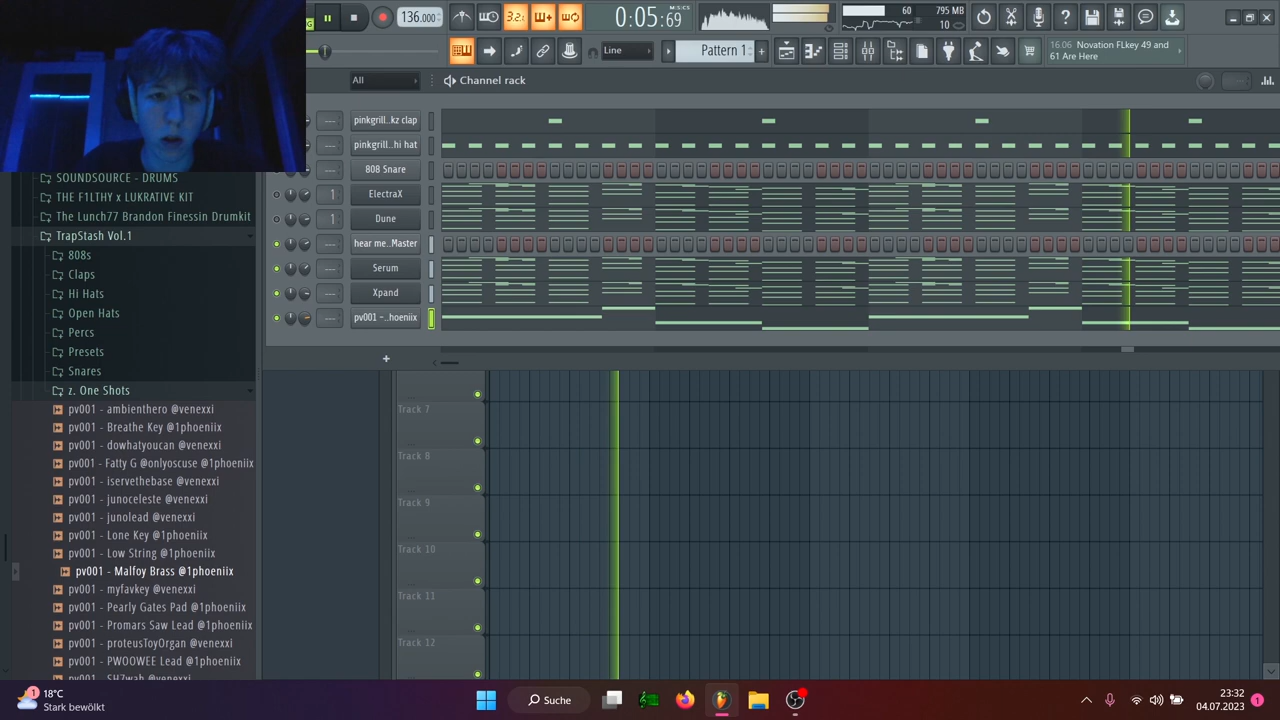 136.000
3.2.
0:05:69
M:S:CS
60
795 MB
10
Line
Pattern 1
16.06 Novation FLkey 49 and
61 Are Here
All
Channel rack
pinkgrill...kz clap
pinkgrill...hi hat
808 Snare
1
ElectraX
1
Dune
hear me..Master
Serum
Xpand
pv001 -..hoeniix
SOUNDSOURCE - DRUMS
THE F1LTHY x LUKRATIVE KIT
The Lunch77 Brandon Finessin Drumkit
TrapStash Vol.1
808s
Claps
Hi Hats
Open Hats
Percs
Presets
Snares
z. One Shots
pv001 - ambienthero @venexxi
pv001 - Breathe Key @1phoeniix
pv001 - dowhatyoucan @venexxi
pv001 - Fatty G @onlyoscuse @1phoeniix
pv001 - iservethebase @venexxi
pv001 - junoceleste @venexxi
pv001 - junolead @venexxi
pv001 - Lone Key @1phoeniix
pv001 - Low String @1phoeniix
pv001 - Malfoy Brass @1phoeniix
pv001 - myfavkey @venexxi
pv001 - Pearly Gates Pad @1phoeniix
pv001 - Promars Saw Lead @1phoeniix
pv001 - proteusToyOrgan @venexxi
pv001 - PWOOWEE Lead @1phoeniix
Track 7
Track 8
Track 9
Track 10
Track 11
Track 12
1
18°C
Stark bewölkt
Suche
23:32
04.07.2023
1